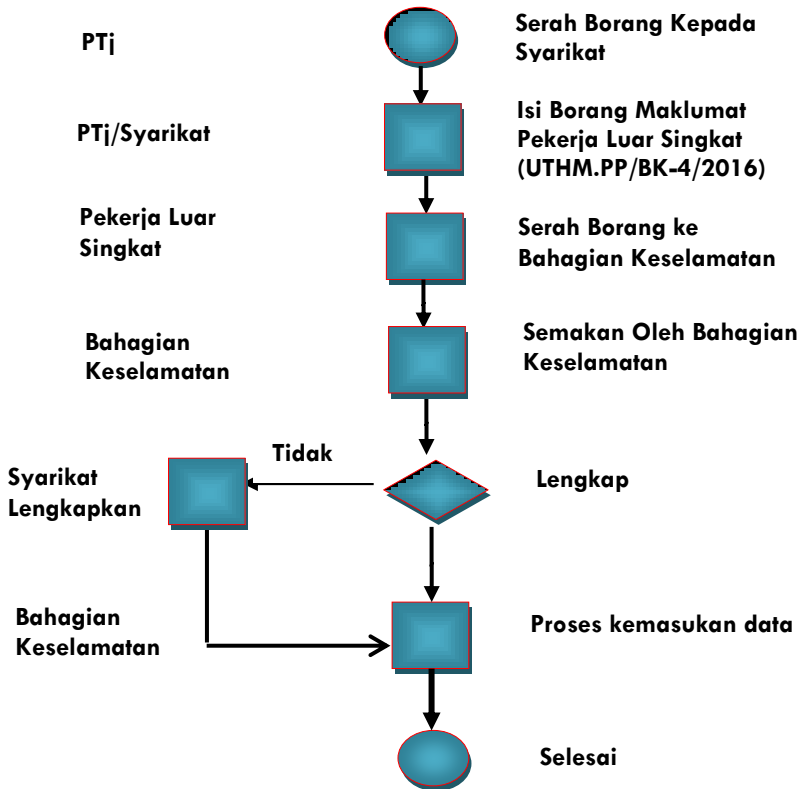 PTj
Serah Borang Kepada
Syarikat
PTj/Syarikat
Isi Borang Maklumat
Pekerja Luar Singkat
(UTHM.PP/BK-4/2016)
Pekerja Luar
Singkat
Serah Borang ke
Bahagian Keselamatan
Bahagian
Keselamatan
Semakan Oleh Bahagian
Keselamatan
Syarikat
Lengkapkan
Tidak
Lengkap
Bahagian
Keselamatan
Proses kemasukan data
Selesai